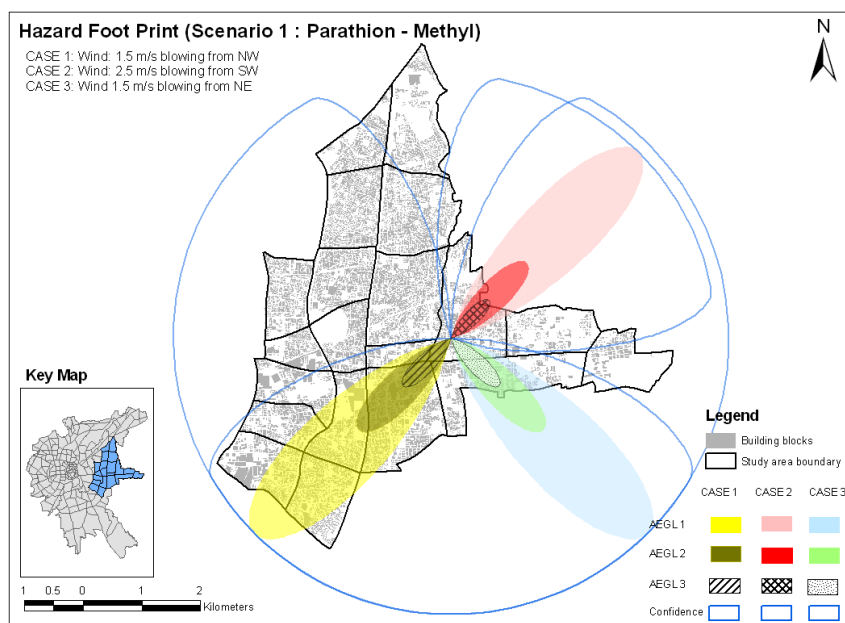 Hazard Foot Print (Scenario 1 : Parathion - Methyl)
N
CASE 1: Wind: 1.5 m/s blowing from NW
CASE 2: Wind: 2.5 m/s blowing from SW
CASE 3: Wind 1.5 m/s blowing from NE
Key Map
Legend
Building blocks
Study area boundary
CASE 1 CASE 2 CASE 3
AEGL 1
AEGL 2
AEGL 3
Confidence
1 0.5 0 1 2
Kilometers